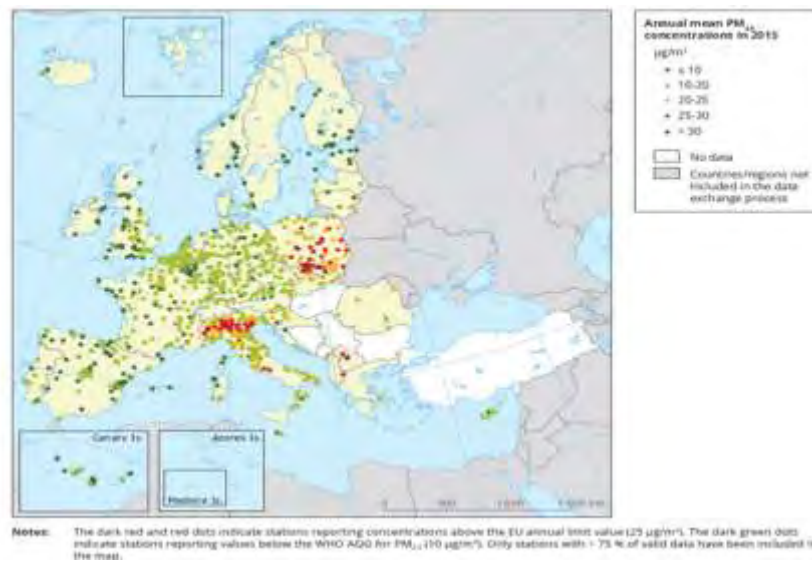 Annual mean PM2.5
concentrations in 2015
µg/m³
≤ 10
10-20
20-25
25-30
> 30
No data
Countries/regions not
included in the data
exchange process
Canary Is.
Azores Is.
Madeira Is.
Notes: The dark red and red dots indicate stations reporting concentrations above the EU annual limit value (25 µg/m³). The dark green dots
indicate stations reporting values below the WHO AQG for PM2.5 (10 µg/m³). Only stations with > 75 % of valid data have been included in
the map.